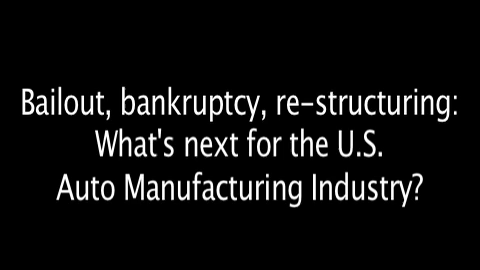 Bailout, bankruptcy, re-structuring:
What's next for the U.S.
Auto Manufacturing Industry?